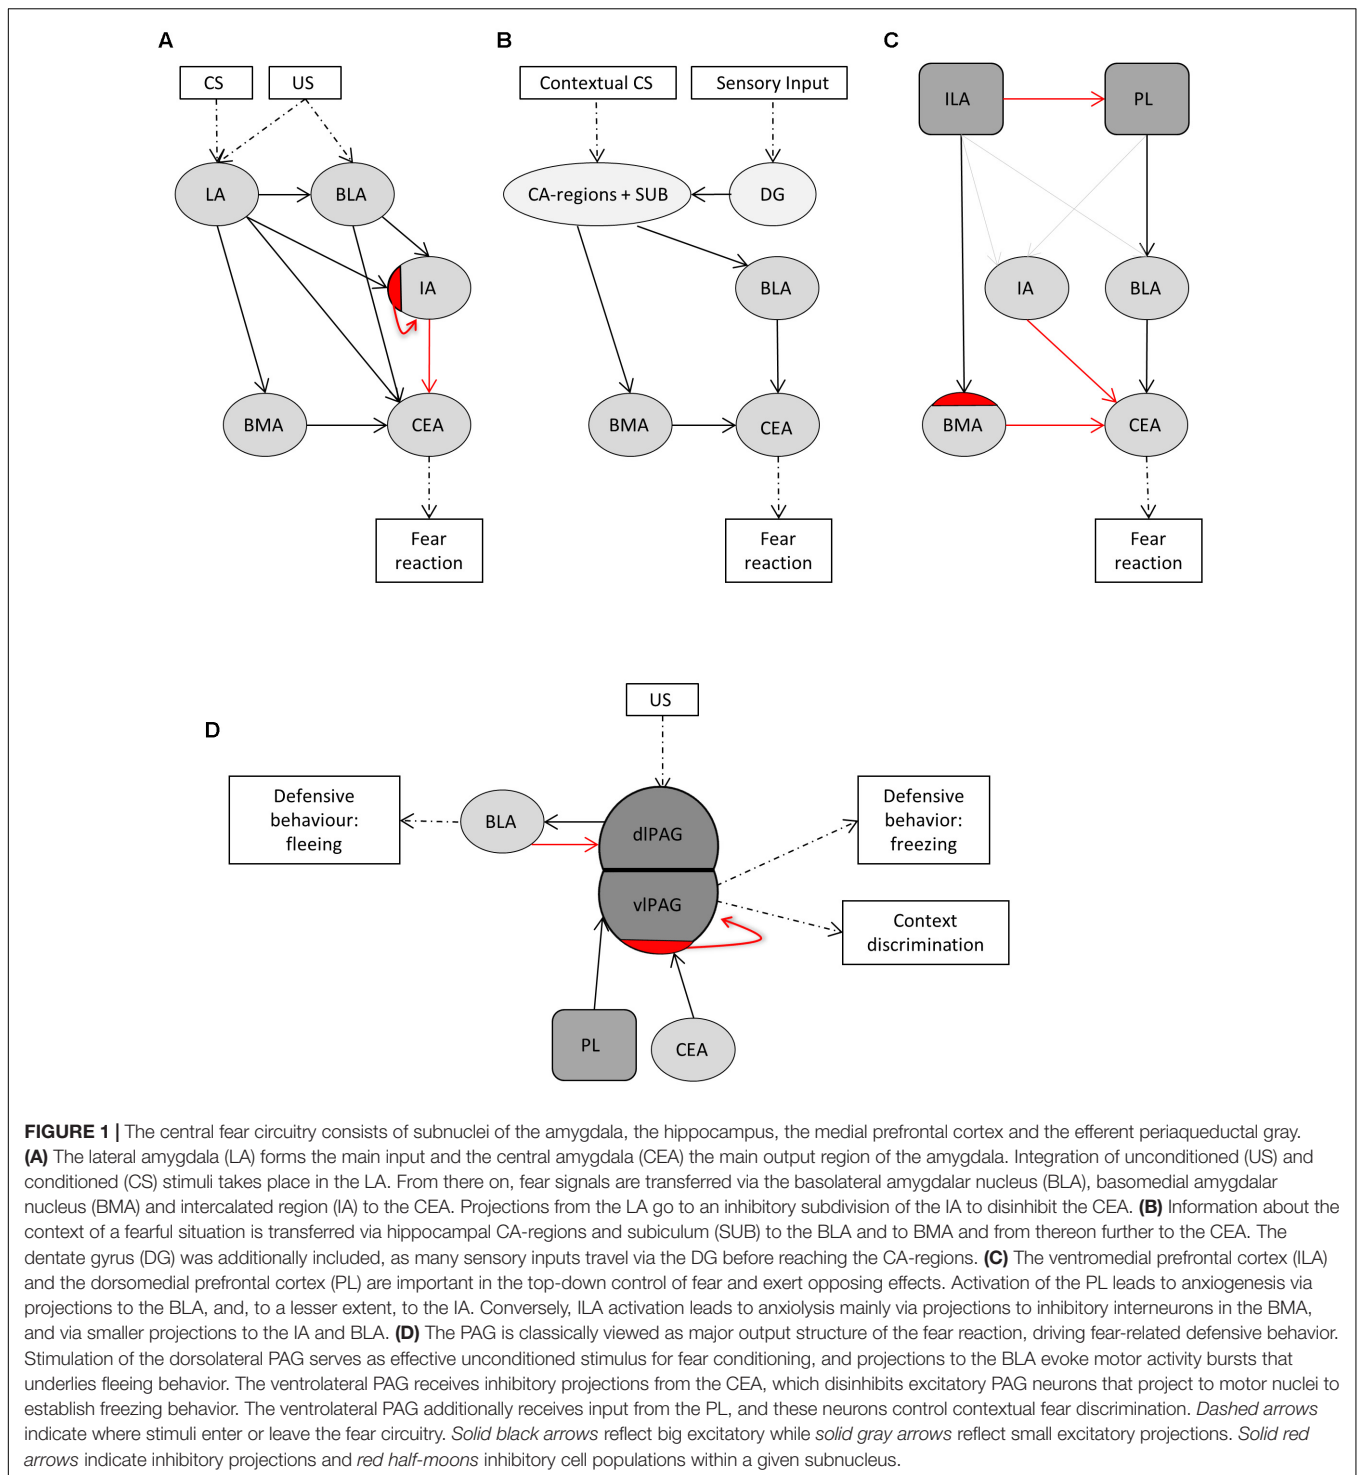 A
B
C
CS
US
Contextual CS
Sensory Input
ILA
PL
LA
BLA
CA-regions + SUB
DG
IA
BLA
IA
BLA
BMA
CEA
BMA
CEA
BMA
CEA
Fear
reaction
Fear
reaction
Fear
reaction
D
US
Defensive
behaviour:
fleeing
BLA
dlPAG
Defensive
behavior:
freezing
vlPAG
Context
discrimination
PL
CEA
FIGURE 1 | The central fear circuitry consists of subnuclei of the amygdala, the hippocampus, the medial prefrontal cortex and the efferent periaqueductal gray.
(A) The lateral amygdala (LA) forms the main input and the central amygdala (CEA) the main output region of the amygdala. Integration of unconditioned (US) and
conditioned (CS) stimuli takes place in the LA. From there on, fear signals are transferred via the basolateral amygdalar nucleus (BLA), basomedial amygdalar
nucleus (BMA) and intercalated region (IA) to the CEA. Projections from the LA go to an inhibitory subdivision of the IA to disinhibit the CEA. (B) Information about the
context of a fearful situation is transferred via hippocampal CA-regions and subiculum (SUB) to the BLA and to BMA and from thereon further to the CEA. The
dentate gyrus (DG) was additionally included, as many sensory inputs travel via the DG before reaching the CA-regions. (C) The ventromedial prefrontal cortex (ILA)
and the dorsomedial prefrontal cortex (PL) are important in the top-down control of fear and exert opposing effects. Activation of the PL leads to anxiogenesis via
projections to the BLA, and, to a lesser extent, to the IA. Conversely, ILA activation leads to anxiolysis mainly via projections to inhibitory interneurons in the BMA,
and via smaller projections to the IA and BLA. (D) The PAG is classically viewed as major output structure of the fear reaction, driving fear-related defensive behavior.
Stimulation of the dorsolateral PAG serves as effective unconditioned stimulus for fear conditioning, and projections to the BLA evoke motor activity bursts that
underlies fleeing behavior. The ventrolateral PAG receives inhibitory projections from the CEA, which disinhibits excitatory PAG neurons that project to motor nuclei to
establish freezing behavior. The ventrolateral PAG additionally receives input from the PL, and these neurons control contextual fear discrimination. Dashed arrows
indicate where stimuli enter or leave the fear circuitry. Solid black arrows reflect big excitatory while solid gray arrows reflect small excitatory projections. Solid red
arrows indicate inhibitory projections and red half-moons inhibitory cell populations within a given subnucleus.